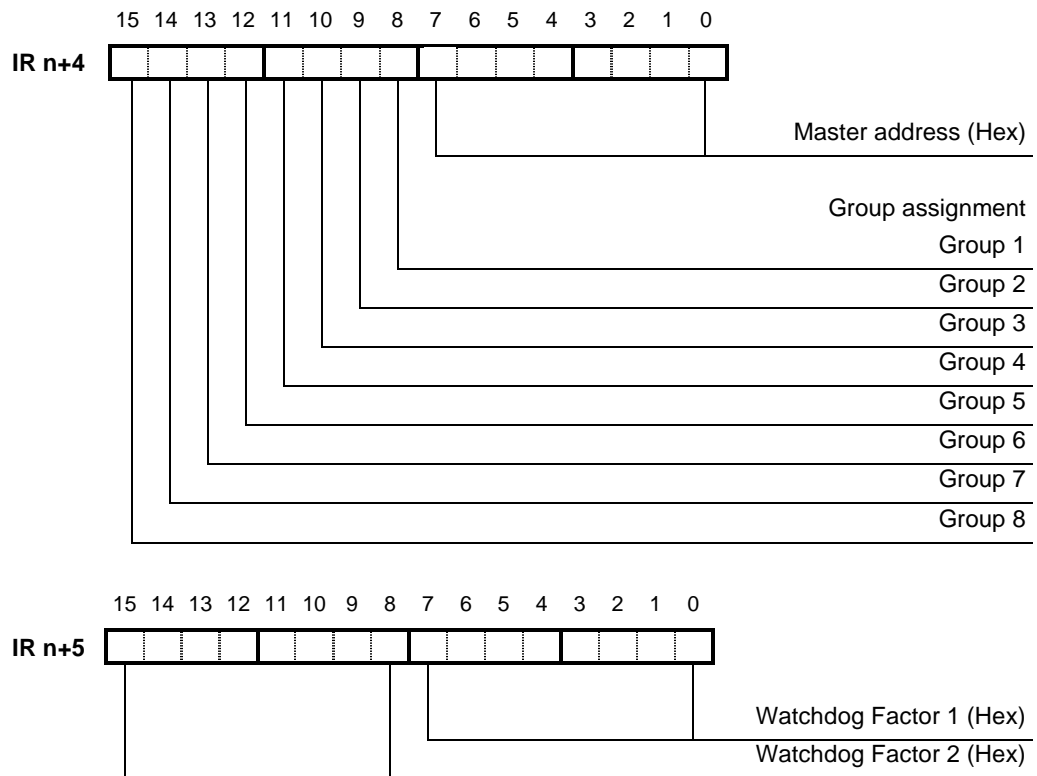 15 14 13 12 11 10 9 8 7 6 5 4 3 2 1 0
IR n+4
Master address (Hex)
Group assignment
Group 1
Group 2
Group 3
Group 4
Group 5
Group 6
Group 7
Group 8
15 14 13 12 11 10 9 8 7 6 5 4 3 2 1 0
IR n+5
Watchdog Factor 1 (Hex)
Watchdog Factor 2 (Hex)